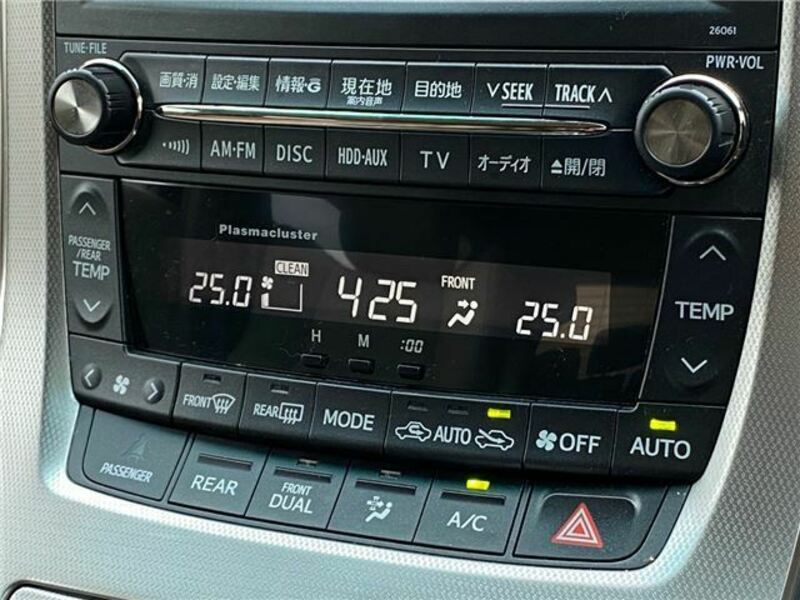 26061
TUNE·FILE
PWR·VOL
画質·消 設定·編集 情報·G 現在地 目的地 ∨SEEK TRACK∧
案内音声
AM·FM DISC HDD·AUX TV オーディオ ⏏開/閉
Plasmacluster
PASSENGER
/REAR
TEMP
25.0 CLEAN 425 FRONT 25.0
TEMP
H M :00
FRONT REAR MODE AUTO OFF AUTO
PASSENGER REAR FRONT
DUAL A/C